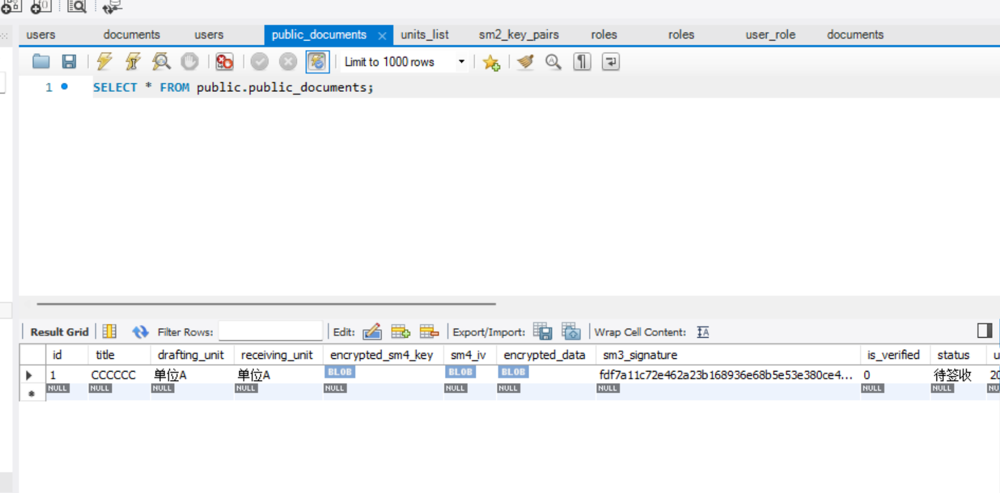 users documents users public_documents units_list sm2_key_pairs roles roles user_role documents
Limit to 1000 rows
1 SELECT * FROM public.public_documents;
Result Grid Filter Rows: Edit: Export/Import: Wrap Cell Content:
id title drafting_unit receiving_unit encrypted_sm4_key sm4_iv encrypted_data sm3_signature is_verified status u
1 CCCCCC 单位A 单位A BLOB BLOB BLOB fdf7a11c72e462a23b168936e68b5e53e380ce4... 0 待签收 20
NULL NULL NULL NULL NULL NULL NULL NULL NULL NULL NU